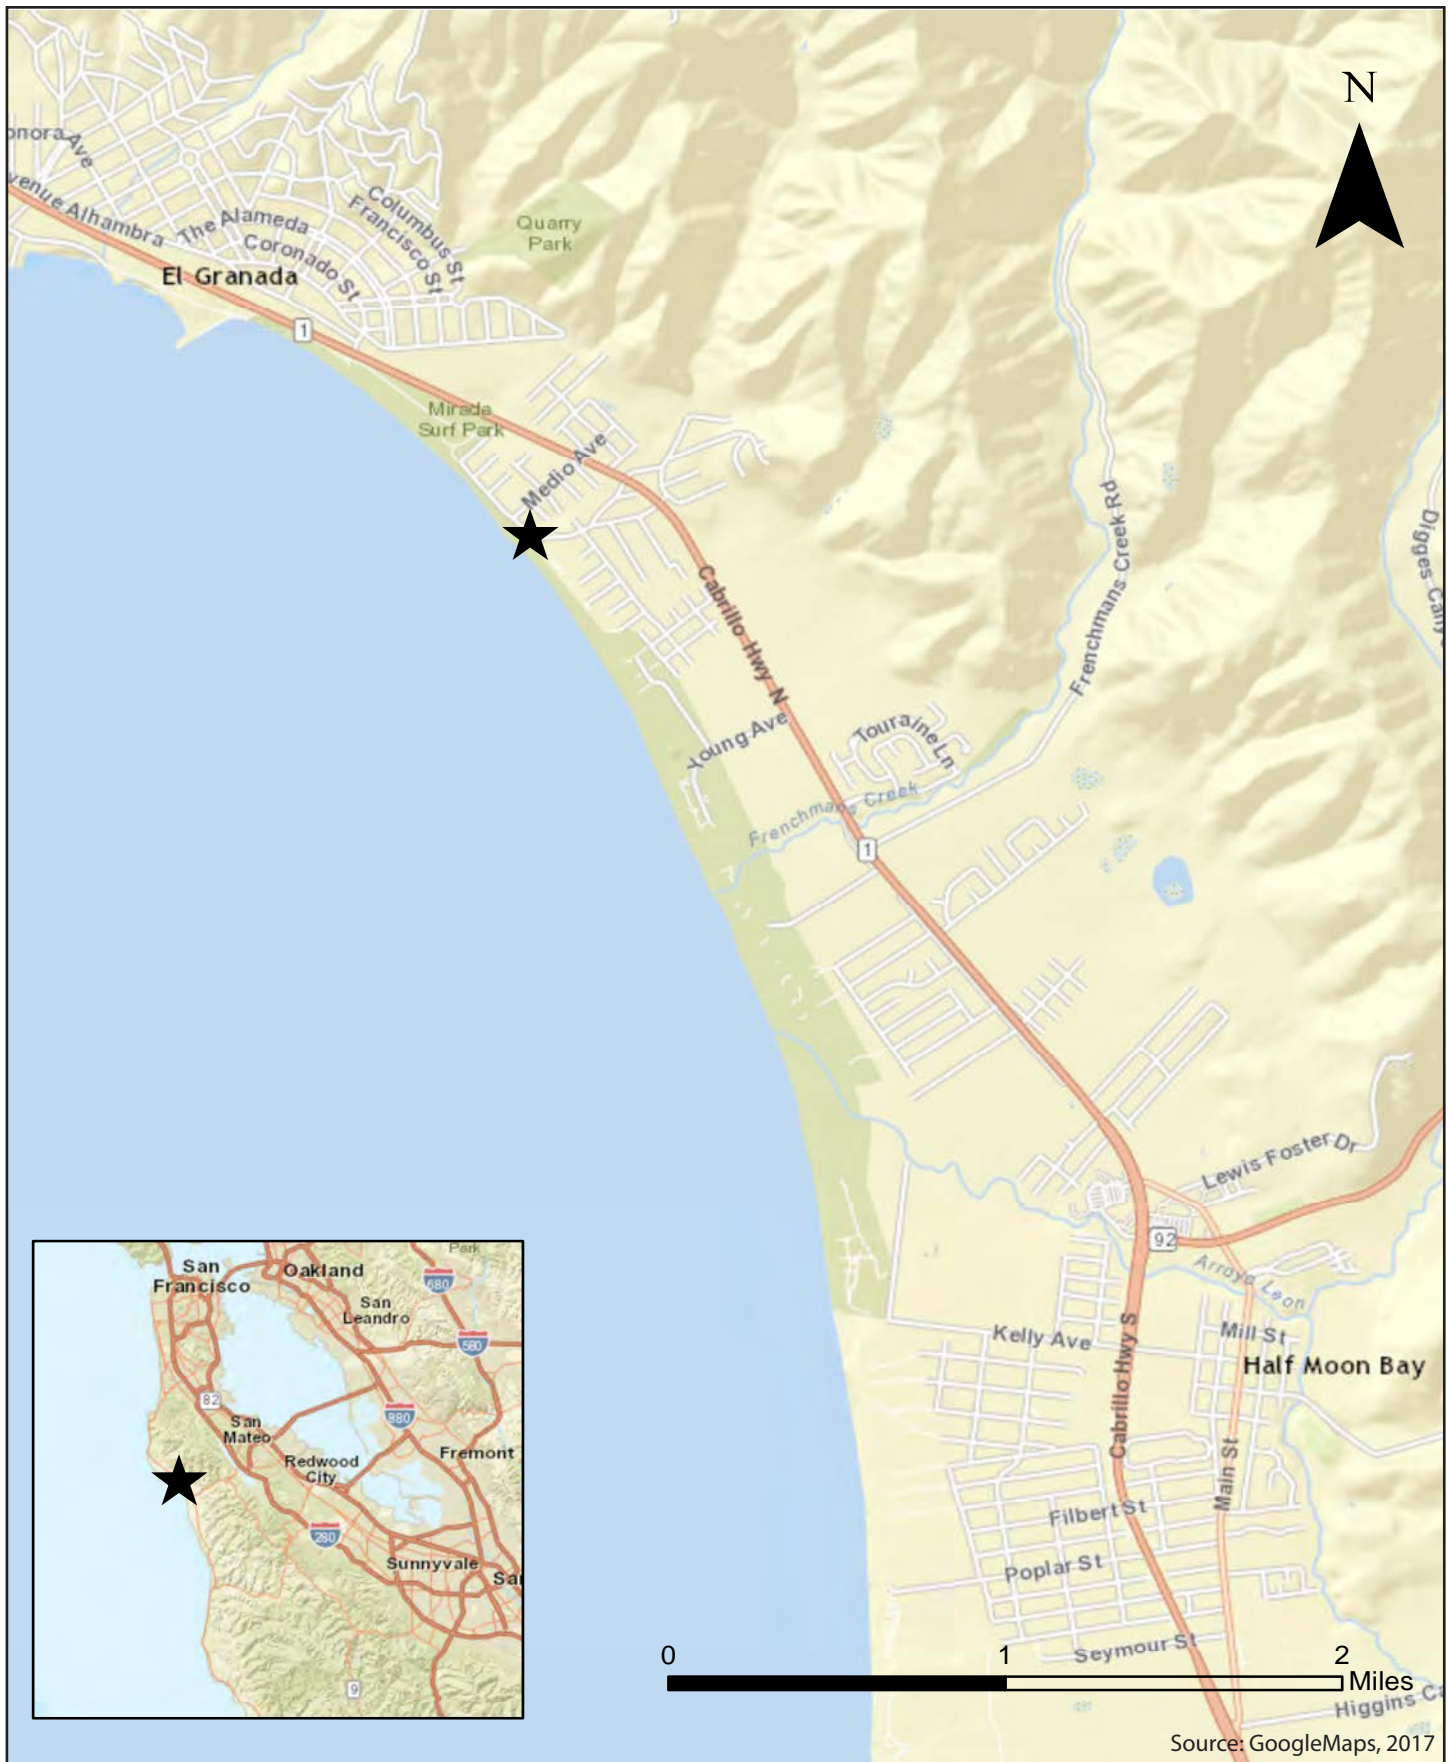 N
onora Ave
venue Alhambra
The Alameda
Columbus St
Francisco St
Coronado St
El Granada
Quarry
Park
1
Mirada
Surf Park
Medio Ave
Cabrillo Hwy N
Frenchmans Creek Rd
Digges Cany
Young Ave
Touraine Ln
Frenchmans Creek
1
Lewis Foster Dr
92
Arroyo Leon
Kelly Ave
Mill St
Cabrillo Hwy S
Half Moon Bay
Main St
Filbert St
Poplar St
Seymour St
Higgins Ca
0 1 2
Miles
Source: GoogleMaps, 2017
Park
San
Francisco
Oakland
680
San
Leandro
580
82
San
Mateo
880
Redwood
City
Fremont
280
Sunnyvale
Sa
9